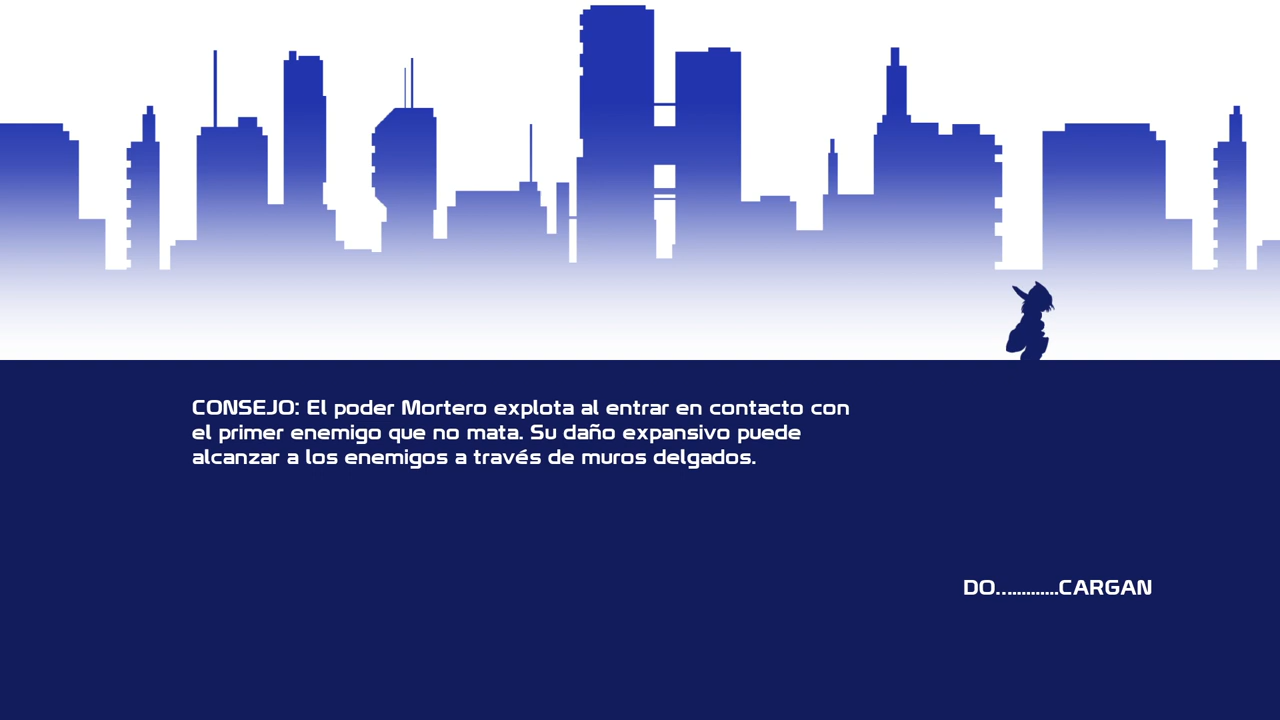 CONSEJO: El poder Mortero explota al entrar en contacto con
el primer enemigo que no mata. Su daño expansivo puede
alcanzar a los enemigos a través de muros delgados.
DO............CARGAN